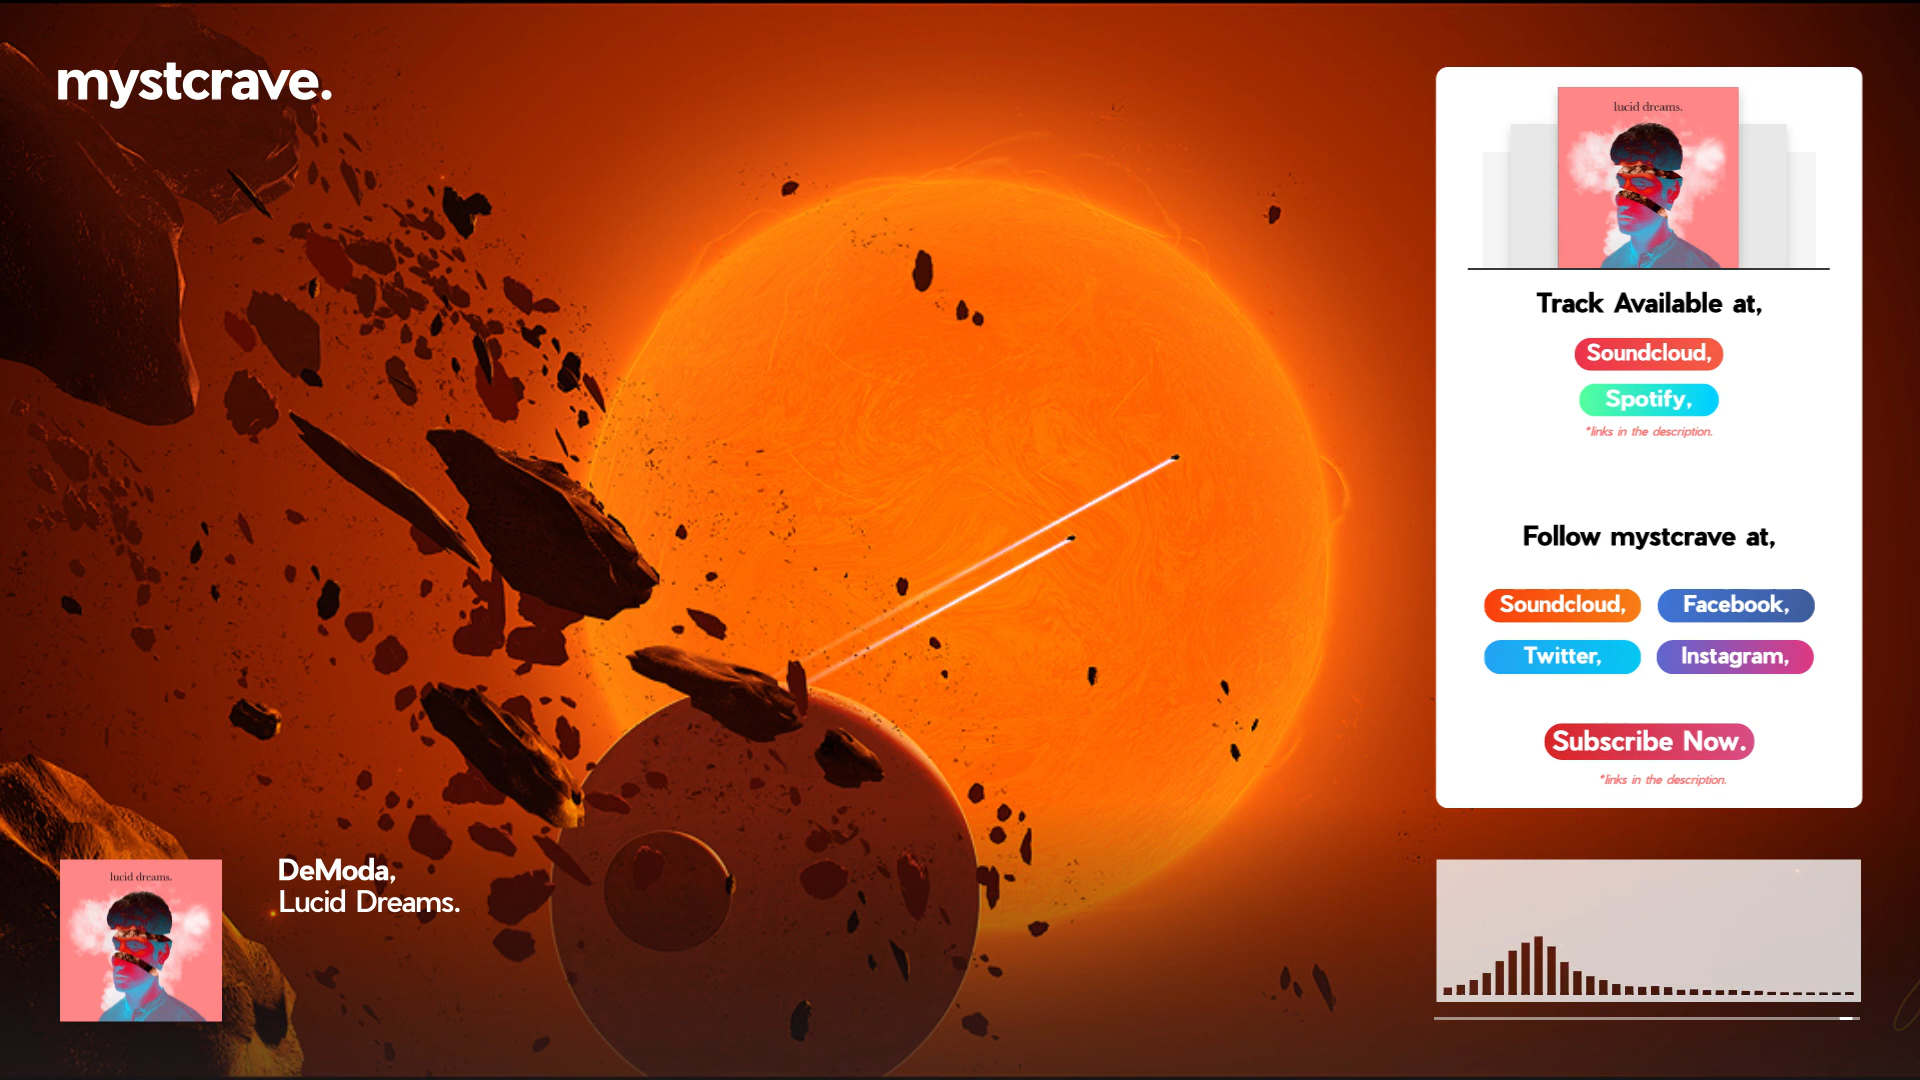 mystcrave.
lucid dreams.
Track Available at,
Soundcloud,
Spotify,
*links in the description.
Follow mystcrave at,
Soundcloud,
Facebook,
Twitter,
Instagram,
Subscribe Now.
*links in the description.
lucid dreams.
DeModa,
Lucid Dreams.